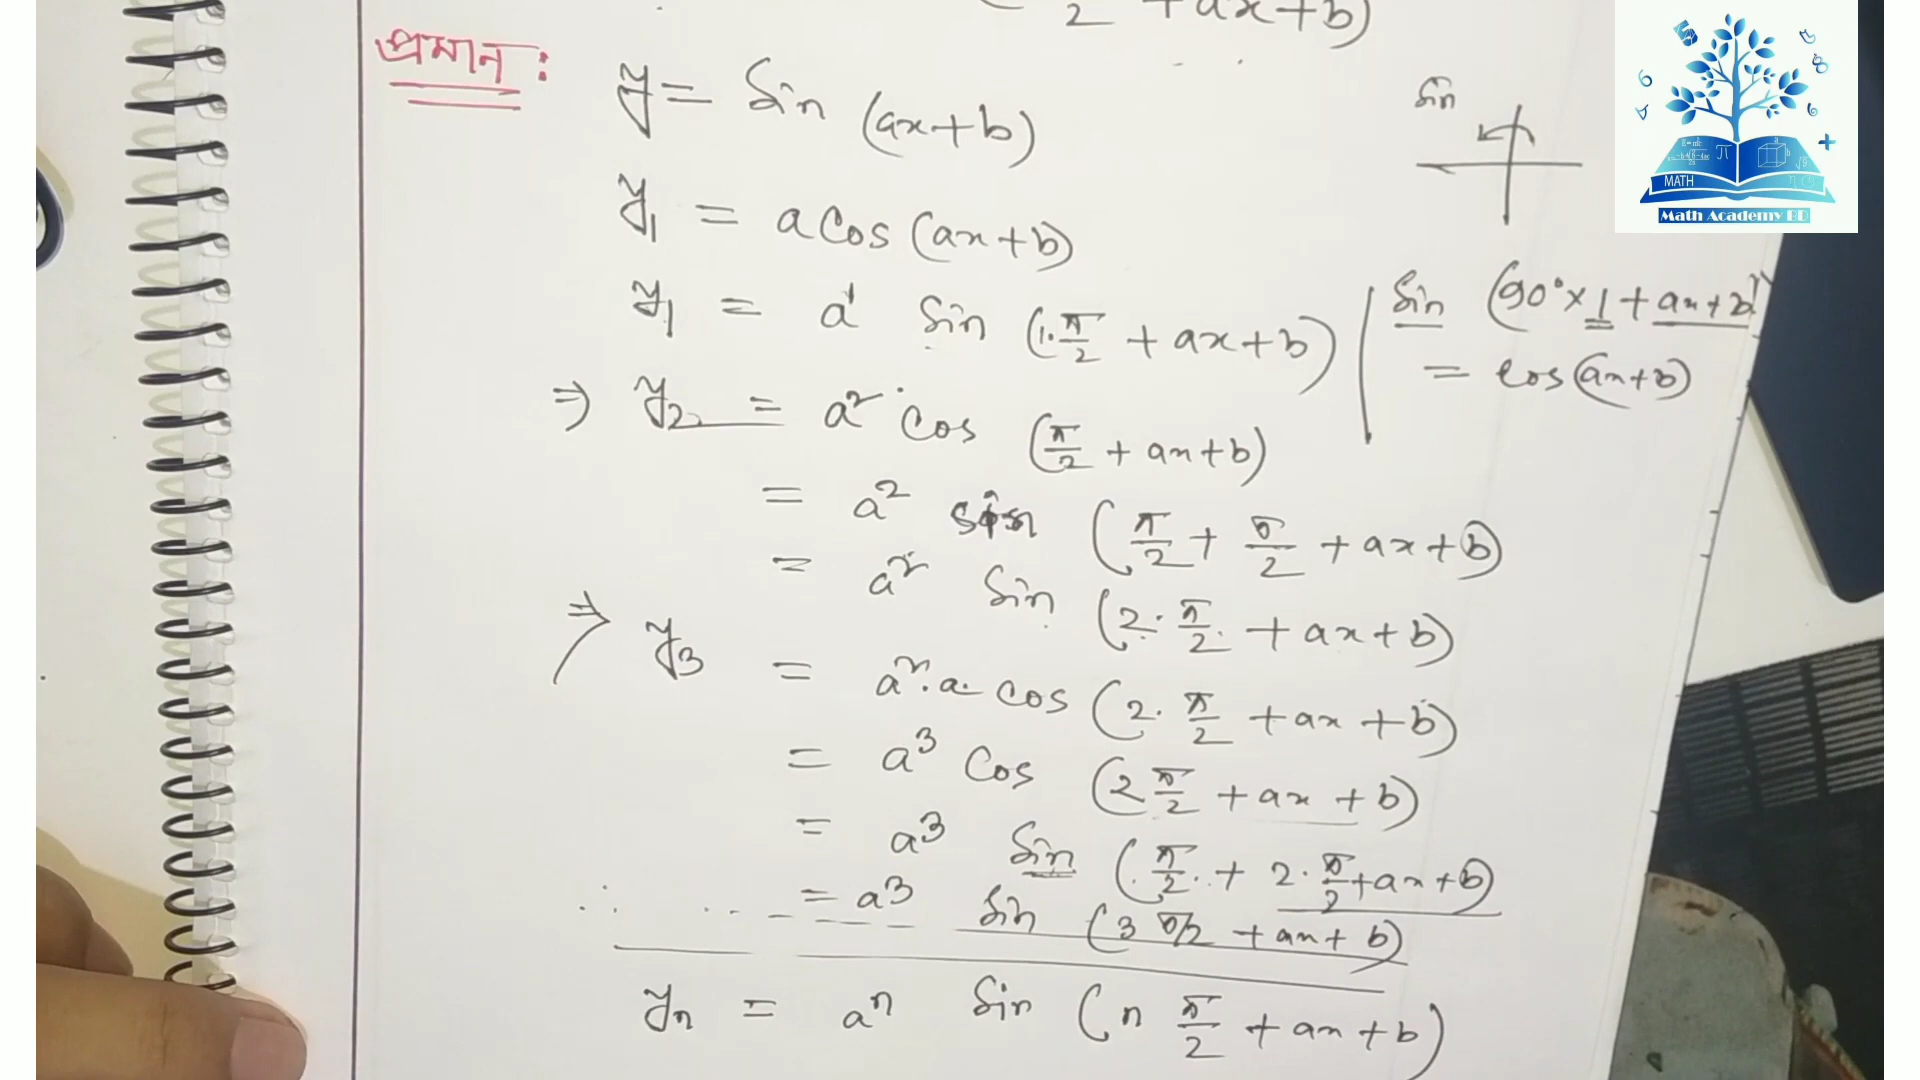 π/2 + ax+b)
প্রমান :
y = Sin (ax+b)
y₁ = a Cos (ax+b)
y₁ = a¹ Sin (1·π/2 + ax+b)
⇒ y₂ = a² Cos (π/2 + ax+b)
= a² sin (π/2 + π/2 + ax+b)
= a² Sin (2·π/2 + ax+b)
⇒ y₃ = a²·a· cos (2·π/2 + ax+b)
= a³ Cos (2π/2 + ax+b)
= a³ Sin (π/2 + 2·π/2 + ax+b)
= a³ Sin (3π/2 + ax+b)
yₙ = aⁿ Sin (n π/2 + ax+b)
Sin
Sin (90°×1 + ax+b)
= Cos (ax+b)
MATH
Math Academy BD